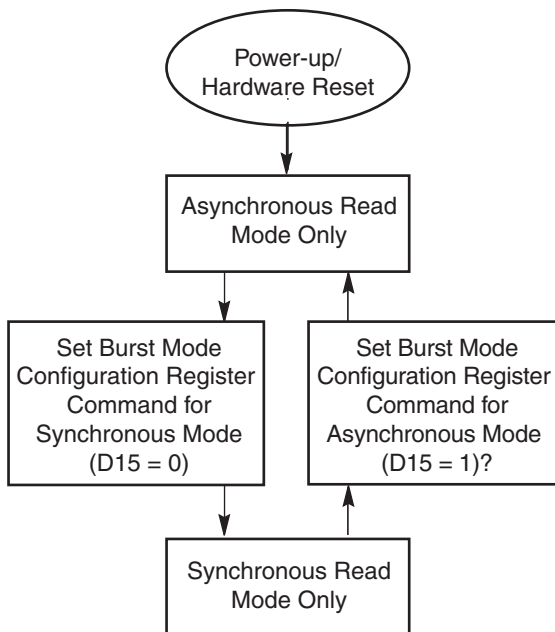 Power-up/
Hardware Reset
Asynchronous Read
Mode Only
Set Burst Mode
Configuration Register
Command for
Synchronous Mode
(D15 = 0)
Set Burst Mode
Configuration Register
Command for
Asynchronous Mode
(D15 = 1)?
Synchronous Read
Mode Only